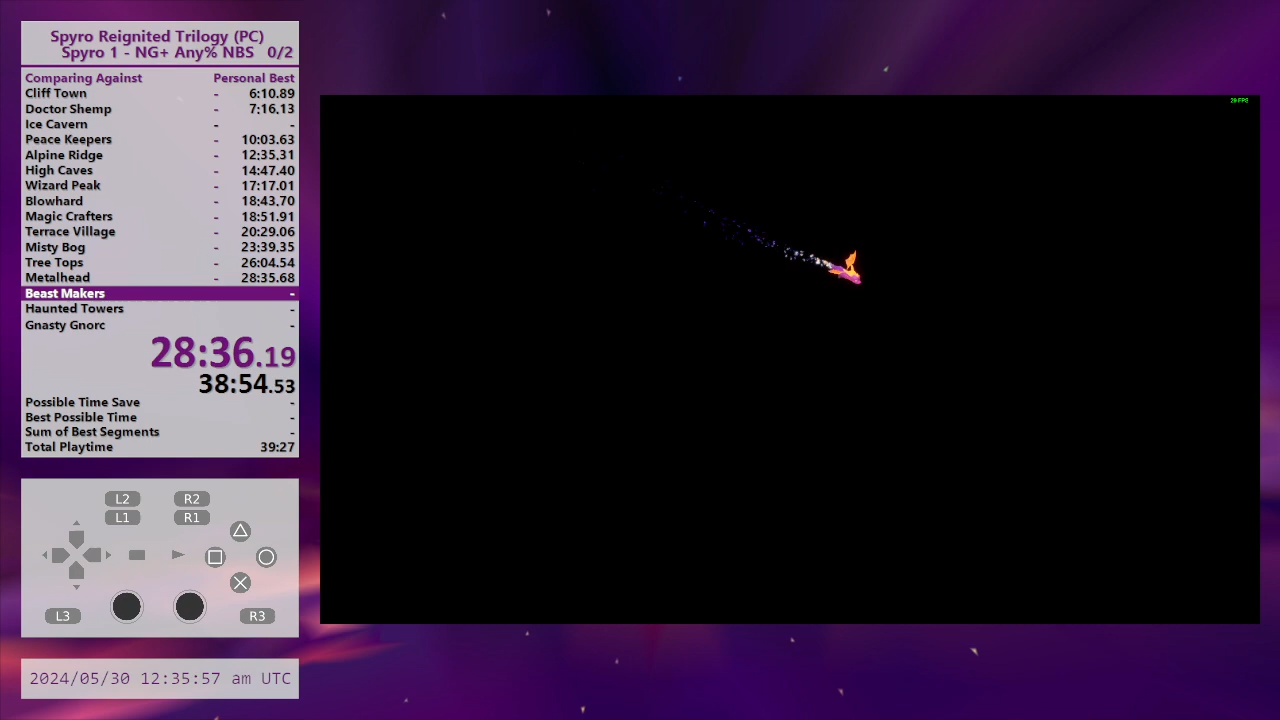 Spyro Reignited Trilogy (PC)
Spyro 1 - NG+ Any% NBS 0/2
Comparing Against Personal Best
Cliff Town - 6:10.89
Doctor Shemp - 7:16.13
Ice Cavern - -
Peace Keepers - 10:03.63
Alpine Ridge - 12:35.31
High Caves - 14:47.40
Wizard Peak - 17:17.01
Blowhard - 18:43.70
Magic Crafters - 18:51.91
Terrace Village - 20:29.06
Misty Bog - 23:39.35
Tree Tops - 26:04.54
Metalhead - 28:35.68
Beast Makers -
Haunted Towers -
Gnasty Gnorc -
28:36.19
38:54.53
Possible Time Save -
Best Possible Time -
Sum of Best Segments -
Total Playtime 39:27
L2 R2
L1 R1
L3 R3
2024/05/30 12:35:57 am UTC
29 FPS